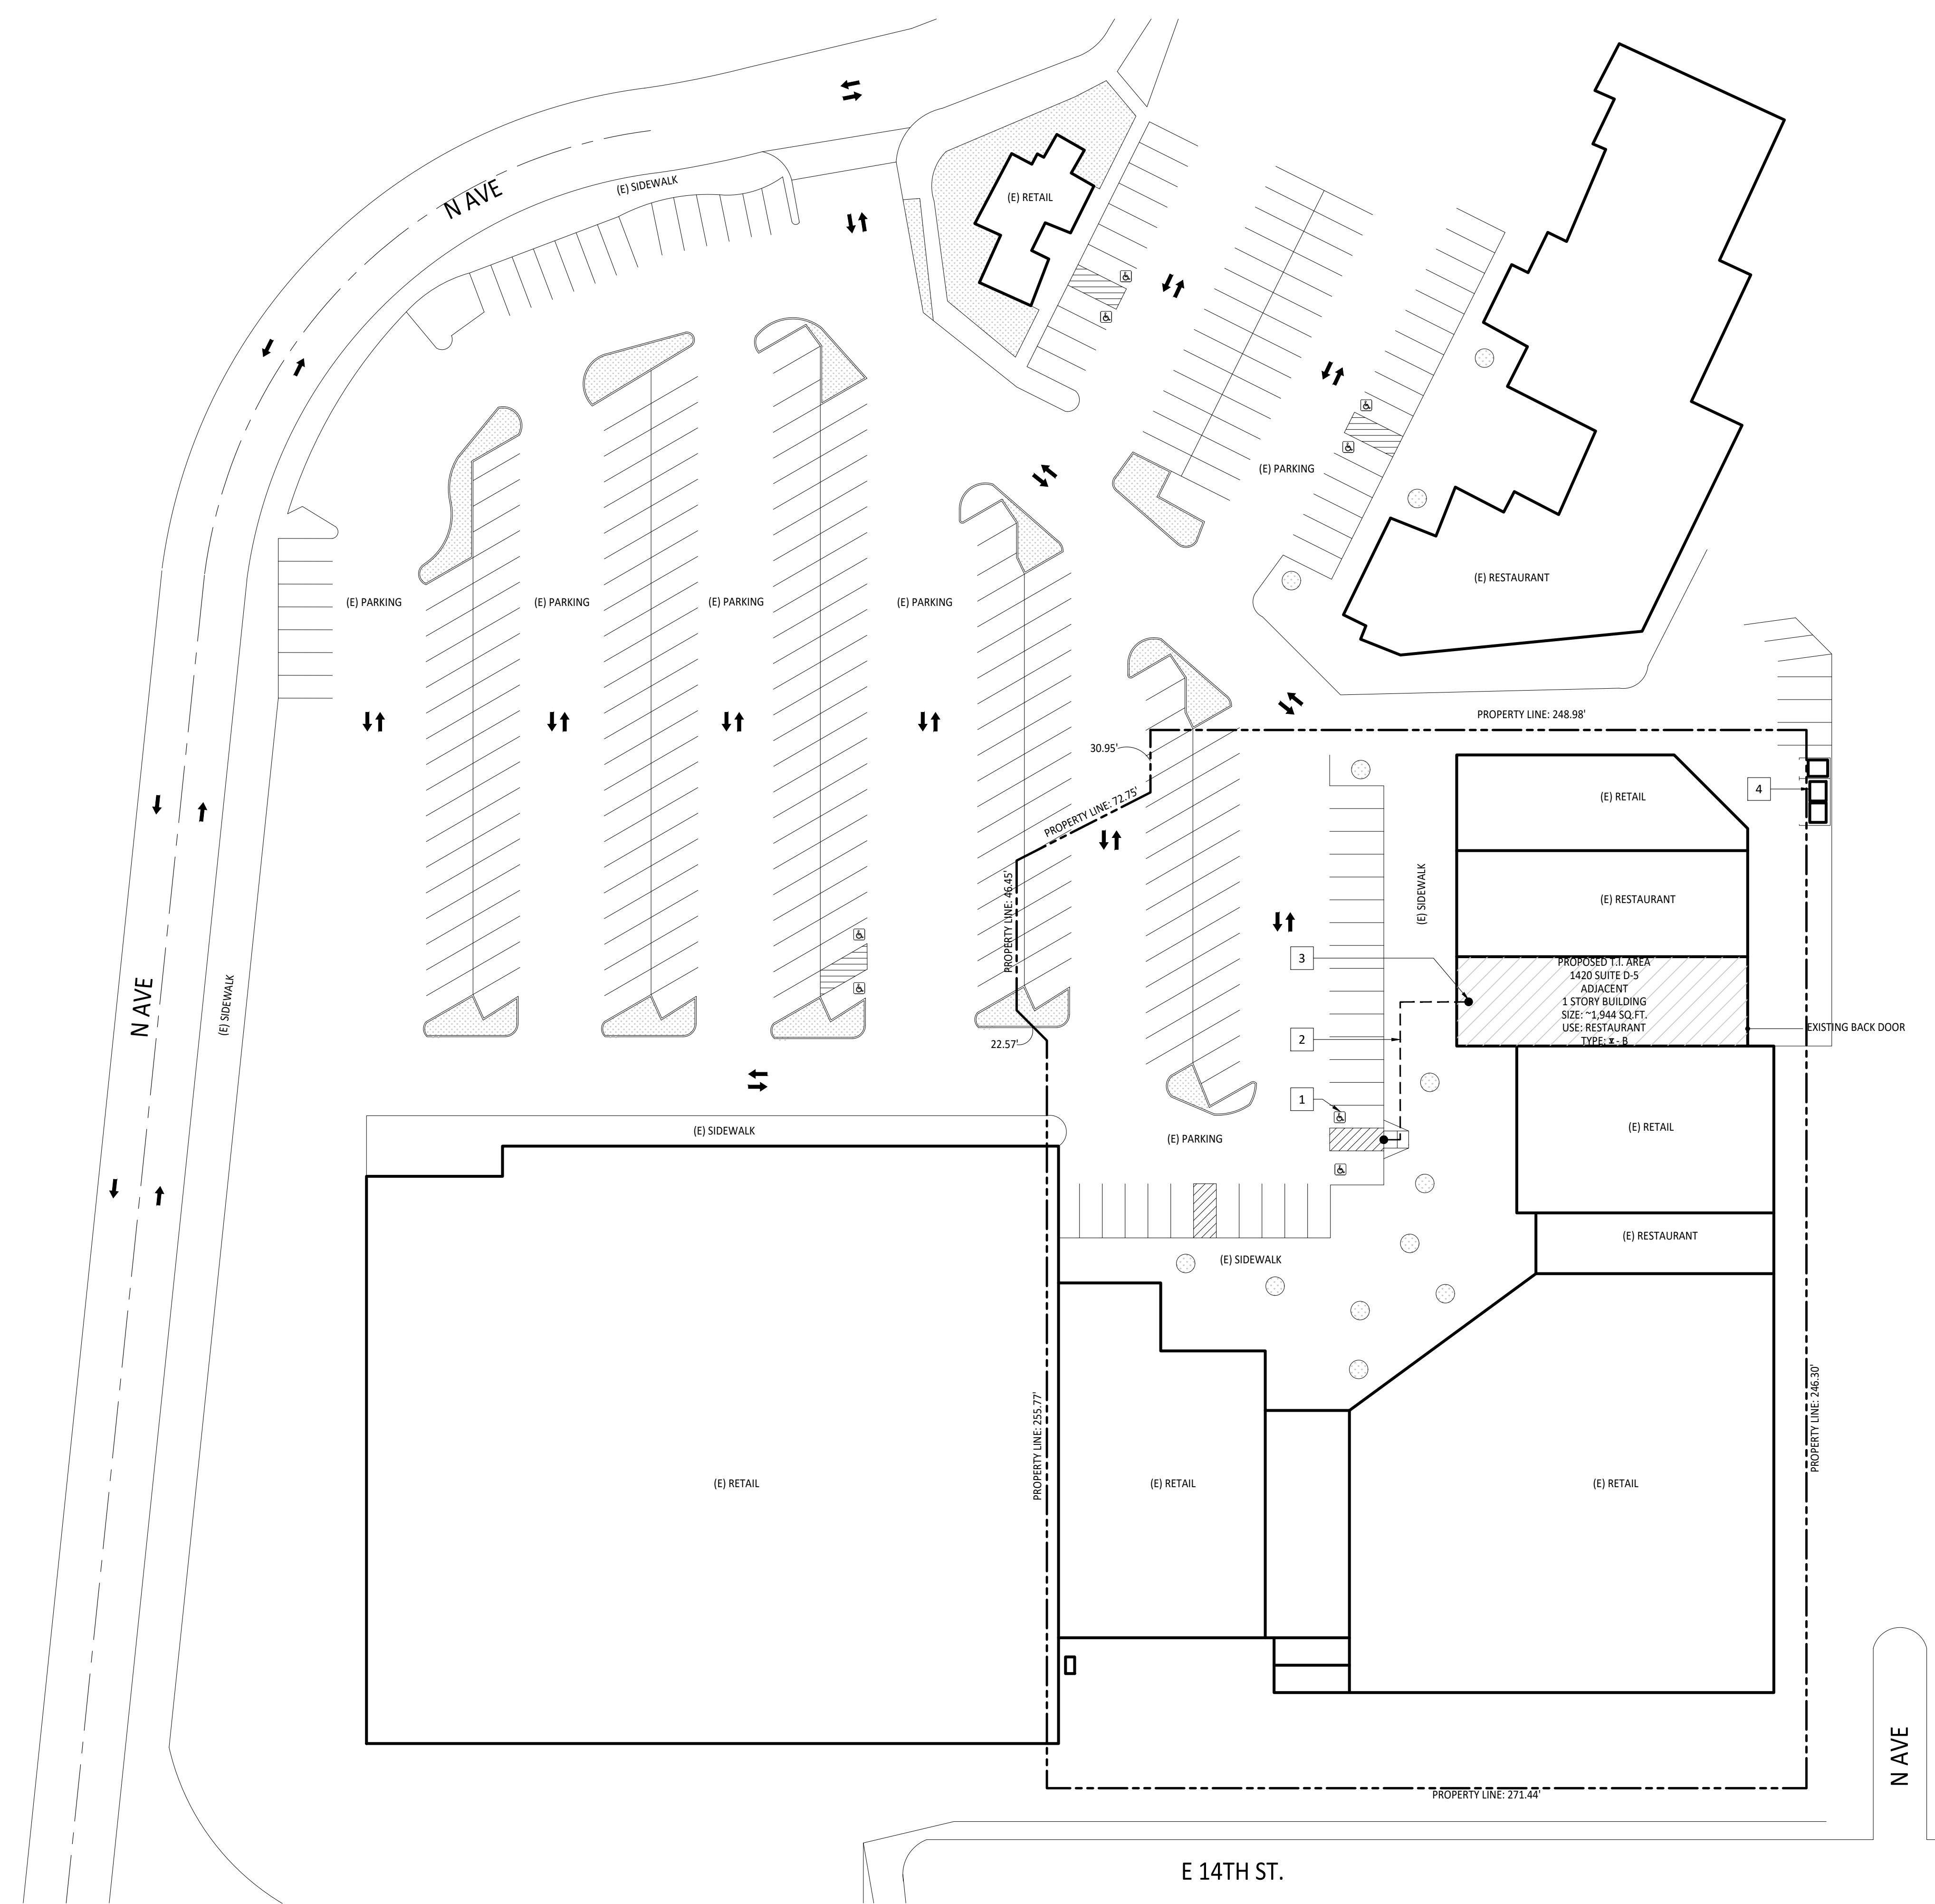 N AVE
(E) SIDEWALK
(E) RETAIL
(E) PARKING
(E) RESTAURANT
(E) PARKING
(E) PARKING
(E) PARKING
(E) PARKING
PROPERTY LINE: 248.98'
30.95'
PROPERTY LINE: 72.75'
4
(E) RETAIL
PROPERTY LINE: 46.45'
(E) SIDEWALK
(E) RESTAURANT
3
PROPOSED T.I. AREA
1420 SUITE D-5
ADJACENT
1 STORY BUILDING
SIZE: ~1,944 SQ.FT.
USE: RESTAURANT
TYPE: - B
EXISTING BACK DOOR
N AVE
(E) SIDEWALK
2
22.57'
1
(E) SIDEWALK
(E) PARKING
(E) RETAIL
(E) RESTAURANT
(E) SIDEWALK
PROPERTY LINE: 255.77'
PROPERTY LINE: 246.30'
(E) RETAIL
(E) RETAIL
(E) RETAIL
N AVE
PROPERTY LINE: 271.44'
E 14TH ST.